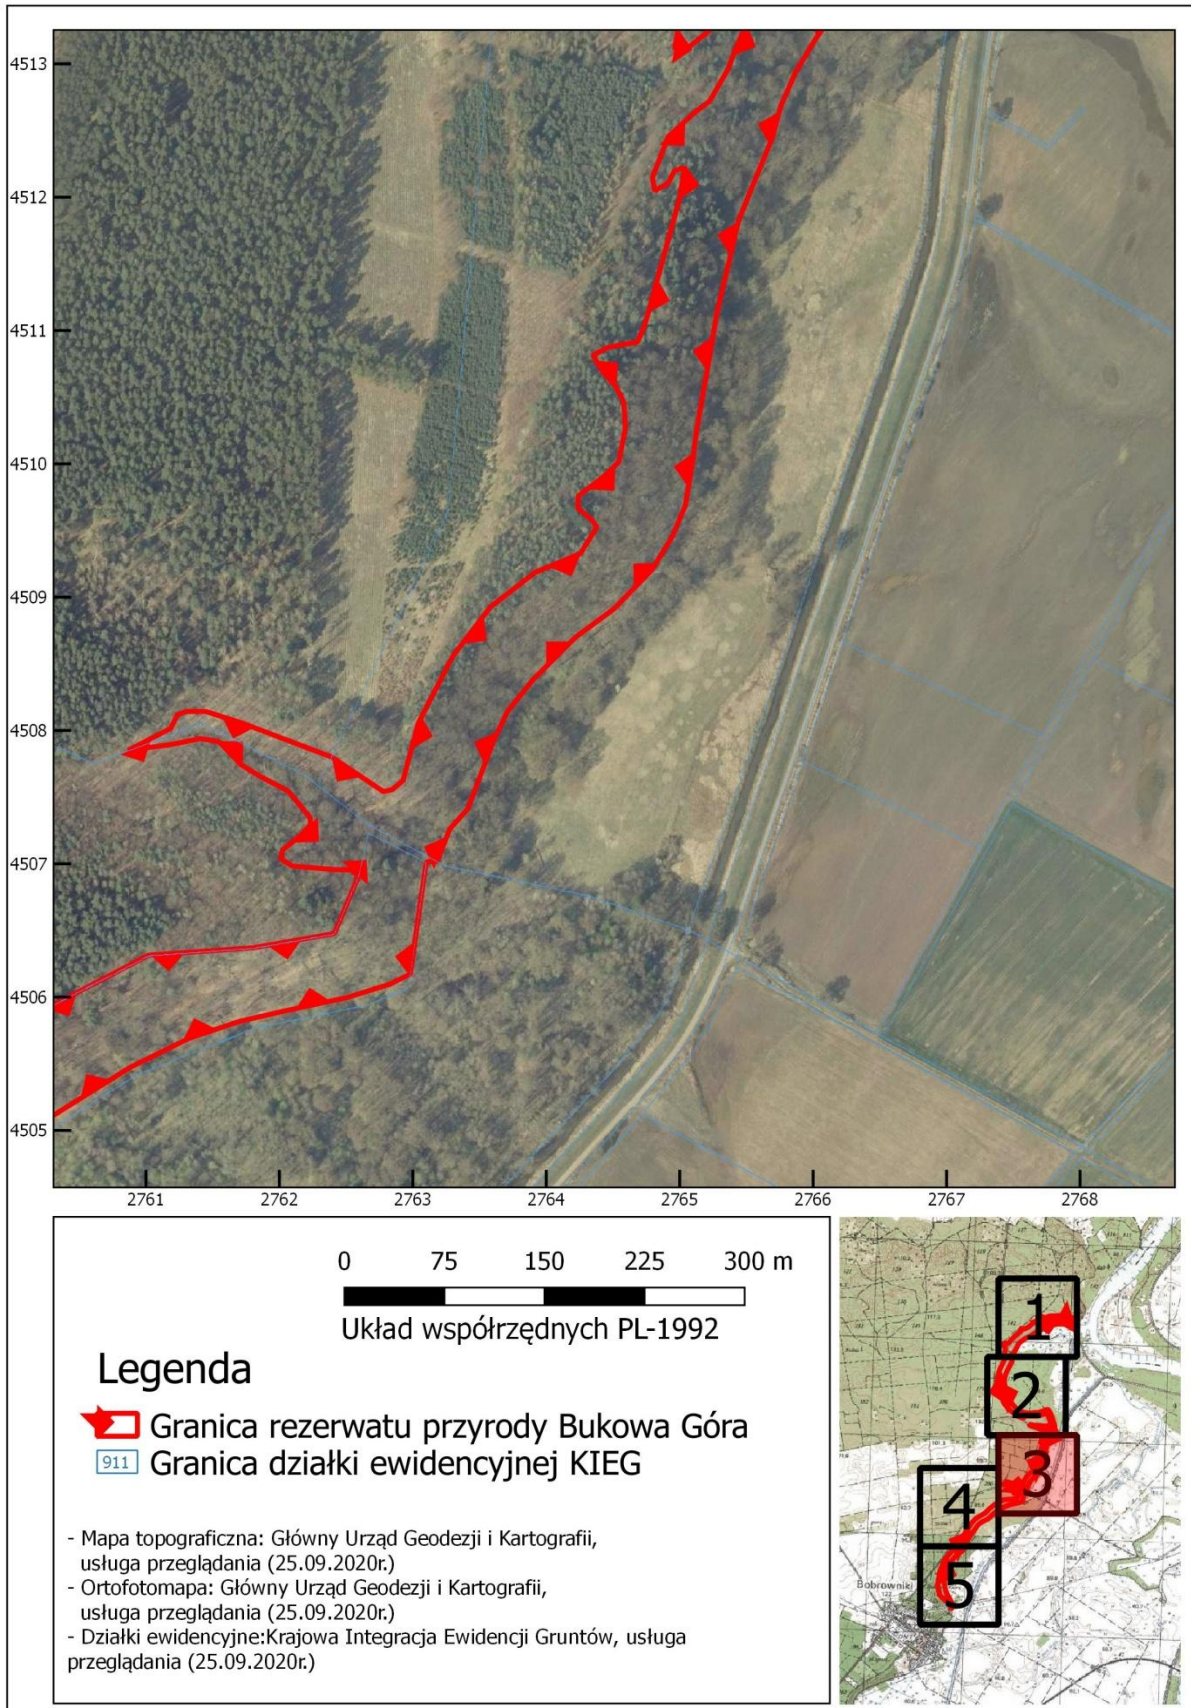 4513
4512
4511
4510
4509
4508
4507
4506
4505
2761 2762 2763 2764 2765 2766 2767 2768
0 75 150 225 300 m
Układ współrzędnych PL-1992
Legenda
Granica rezerwatu przyrody Bukowa Góra
911 Granica działki ewidencyjnej KIEG
- Mapa topograficzna: Główny Urząd Geodezji i Kartografii,
usługa przeglądania (25.09.2020r.)
- Ortofotomapa: Główny Urząd Geodezji i Kartografii,
usługa przeglądania (25.09.2020r.)
- Działki ewidencyjne:Krajowa Integracja Ewidencji Gruntów, usługa
przeglądania (25.09.2020r.)
1
2
3
4
5
Bobrowniki